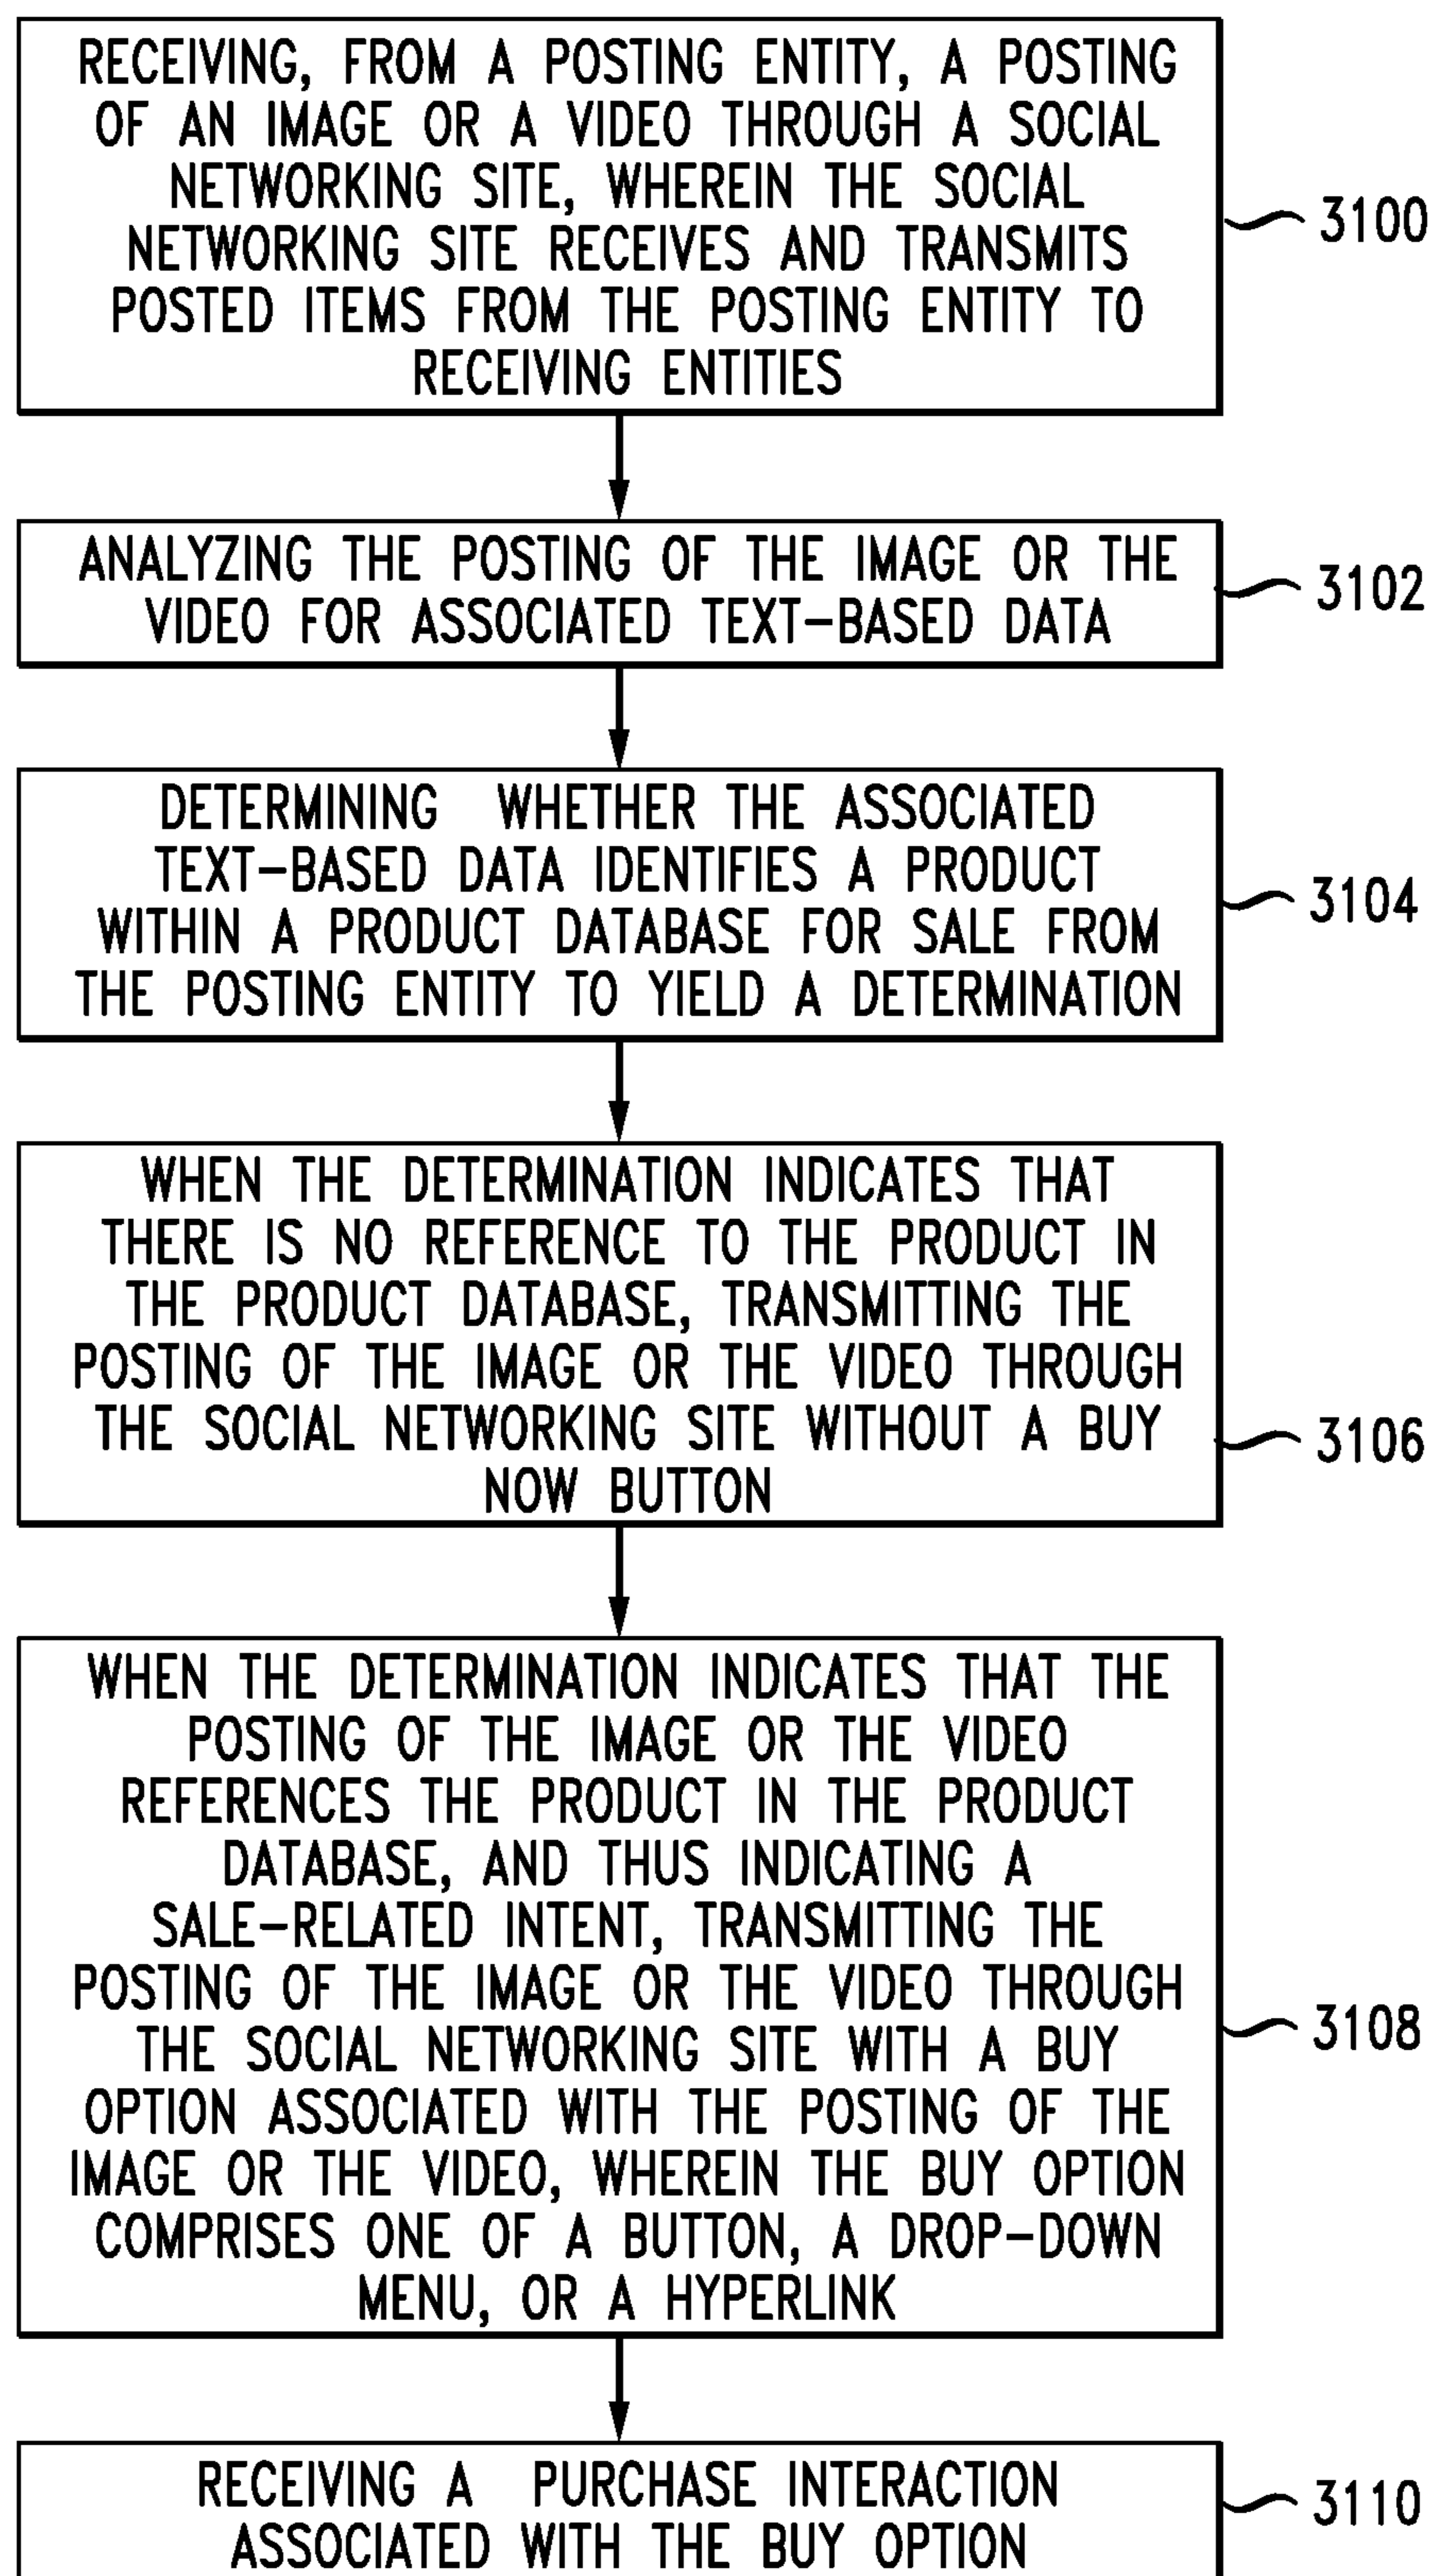 RECEIVING, FROM A POSTING ENTITY, A POSTING
OF AN IMAGE OR A VIDEO THROUGH A SOCIAL
NETWORKING SITE, WHEREIN THE SOCIAL
NETWORKING SITE RECEIVES AND TRANSMITS
POSTED ITEMS FROM THE POSTING ENTITY TO
RECEIVING ENTITIES
3100
ANALYZING THE POSTING OF THE IMAGE OR THE
VIDEO FOR ASSOCIATED TEXT-BASED DATA
3102
DETERMINING WHETHER THE ASSOCIATED
TEXT-BASED DATA IDENTIFIES A PRODUCT
WITHIN A PRODUCT DATABASE FOR SALE FROM
THE POSTING ENTITY TO YIELD A DETERMINATION
3104
WHEN THE DETERMINATION INDICATES THAT
THERE IS NO REFERENCE TO THE PRODUCT IN
THE PRODUCT DATABASE, TRANSMITTING THE
POSTING OF THE IMAGE OR THE VIDEO THROUGH
THE SOCIAL NETWORKING SITE WITHOUT A BUY
NOW BUTTON
3106
WHEN THE DETERMINATION INDICATES THAT THE
POSTING OF THE IMAGE OR THE VIDEO
REFERENCES THE PRODUCT IN THE PRODUCT
DATABASE, AND THUS INDICATING A
SALE-RELATED INTENT, TRANSMITTING THE
POSTING OF THE IMAGE OR THE VIDEO THROUGH
THE SOCIAL NETWORKING SITE WITH A BUY
OPTION ASSOCIATED WITH THE POSTING OF THE
IMAGE OR THE VIDEO, WHEREIN THE BUY OPTION
COMPRISES ONE OF A BUTTON, A DROP-DOWN
MENU, OR A HYPERLINK
3108
RECEIVING A PURCHASE INTERACTION
ASSOCIATED WITH THE BUY OPTION
3110